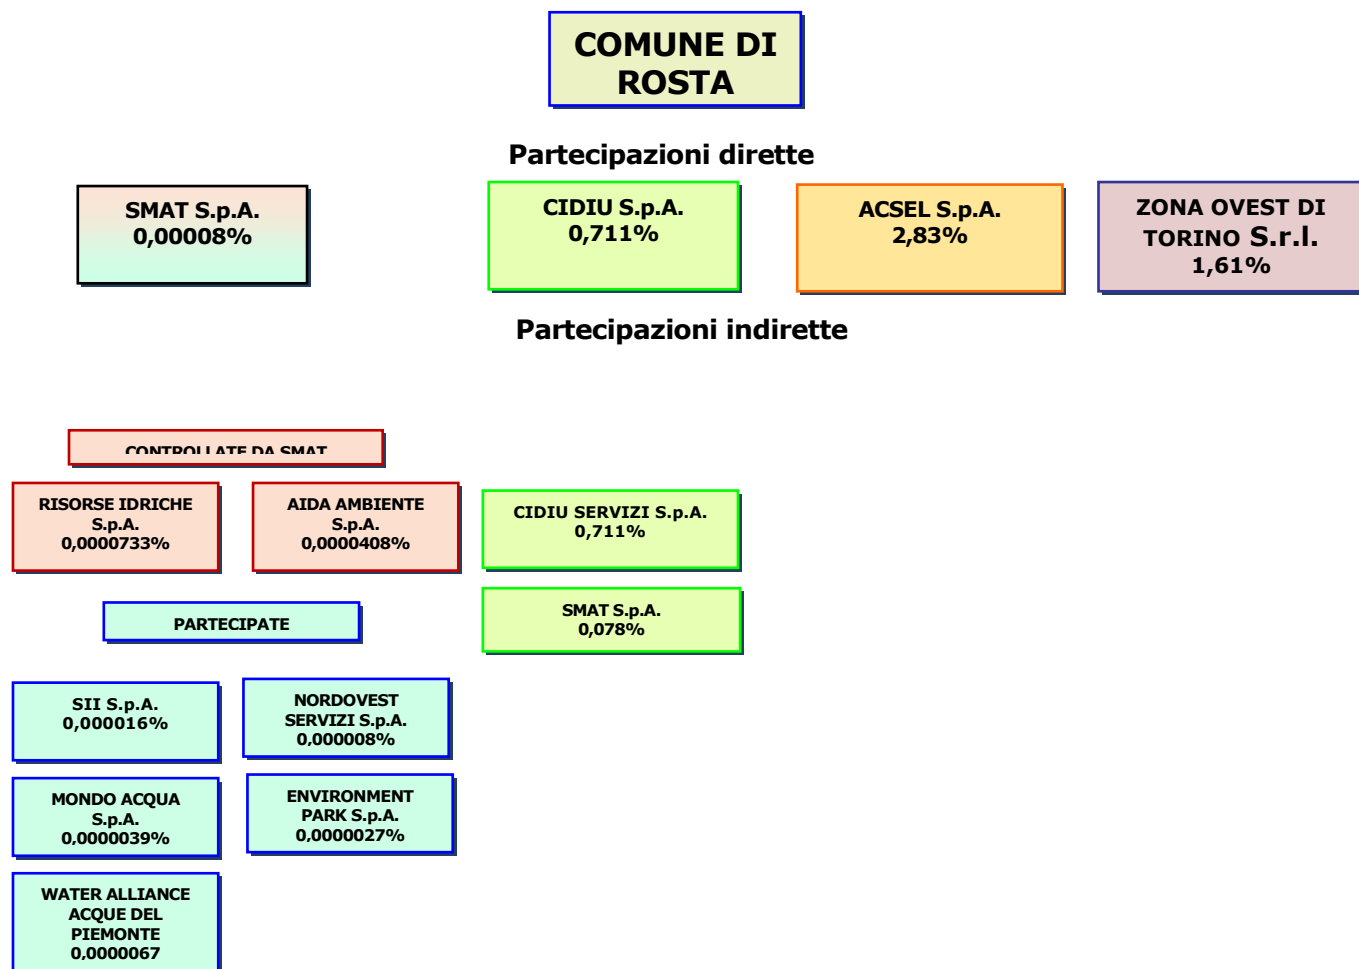 COMUNE DI
ROSTA
Partecipazioni dirette
SMAT S.p.A.
0,00008%
CIDIU S.p.A.
0,711%
ACSEL S.p.A.
2,83%
ZONA OVEST DI
TORINO S.r.l.
1,61%
Partecipazioni indirette
CONTROLLATE DA SMAT
RISORSE IDRICHE
S.p.A.
0,0000733%
AIDA AMBIENTE
S.p.A.
0,0000408%
CIDIU SERVIZI S.p.A.
0,711%
PARTECIPATE
SMAT S.p.A.
0,078%
SII S.p.A.
0,000016%
NORDOVEST
SERVIZI S.p.A.
0,000008%
MONDO ACQUA
S.p.A.
0,0000039%
ENVIRONMENT
PARK S.p.A.
0,0000027%
WATER ALLIANCE
ACQUE DEL
PIEMONTE
0,0000067